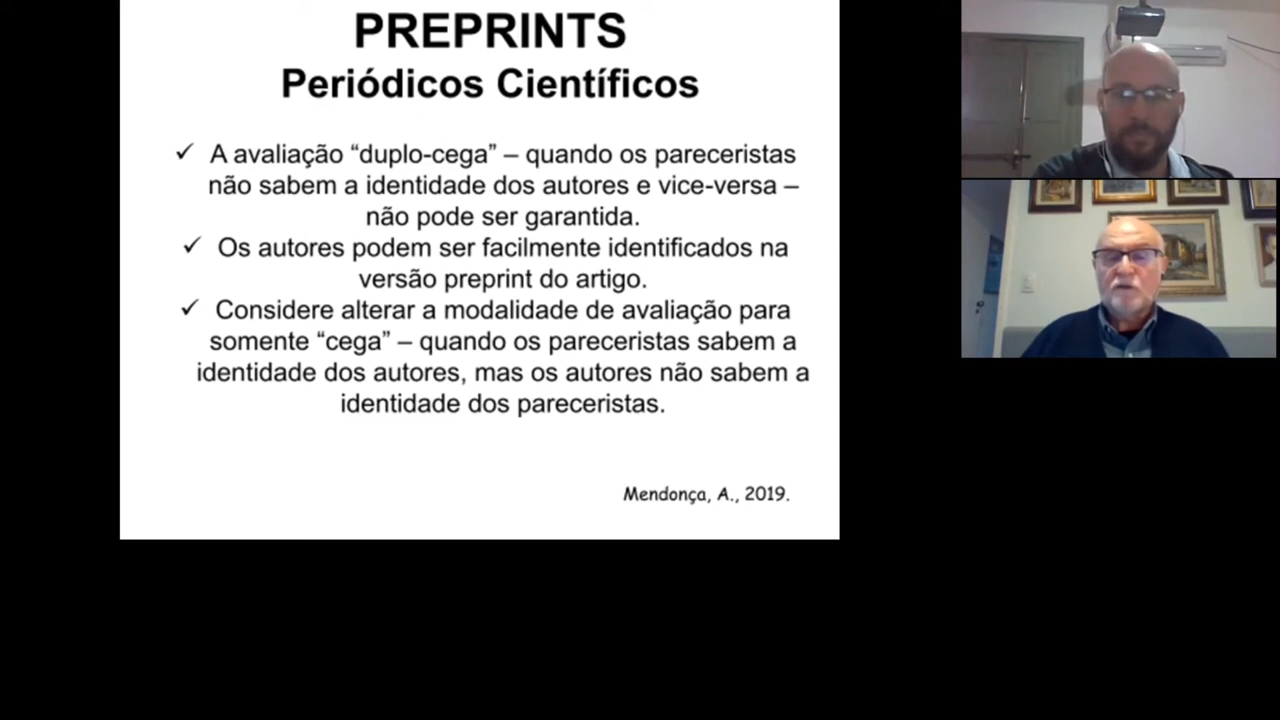 PREPRINTS
Periódicos Científicos
✓ A avaliação “duplo-cega” – quando os pareceristas
não sabem a identidade dos autores e vice-versa –
não pode ser garantida.
✓ Os autores podem ser facilmente identificados na
versão preprint do artigo.
✓ Considere alterar a modalidade de avaliação para
somente “cega” – quando os pareceristas sabem a
identidade dos autores, mas os autores não sabem a
identidade dos pareceristas.
Mendonça, A., 2019.